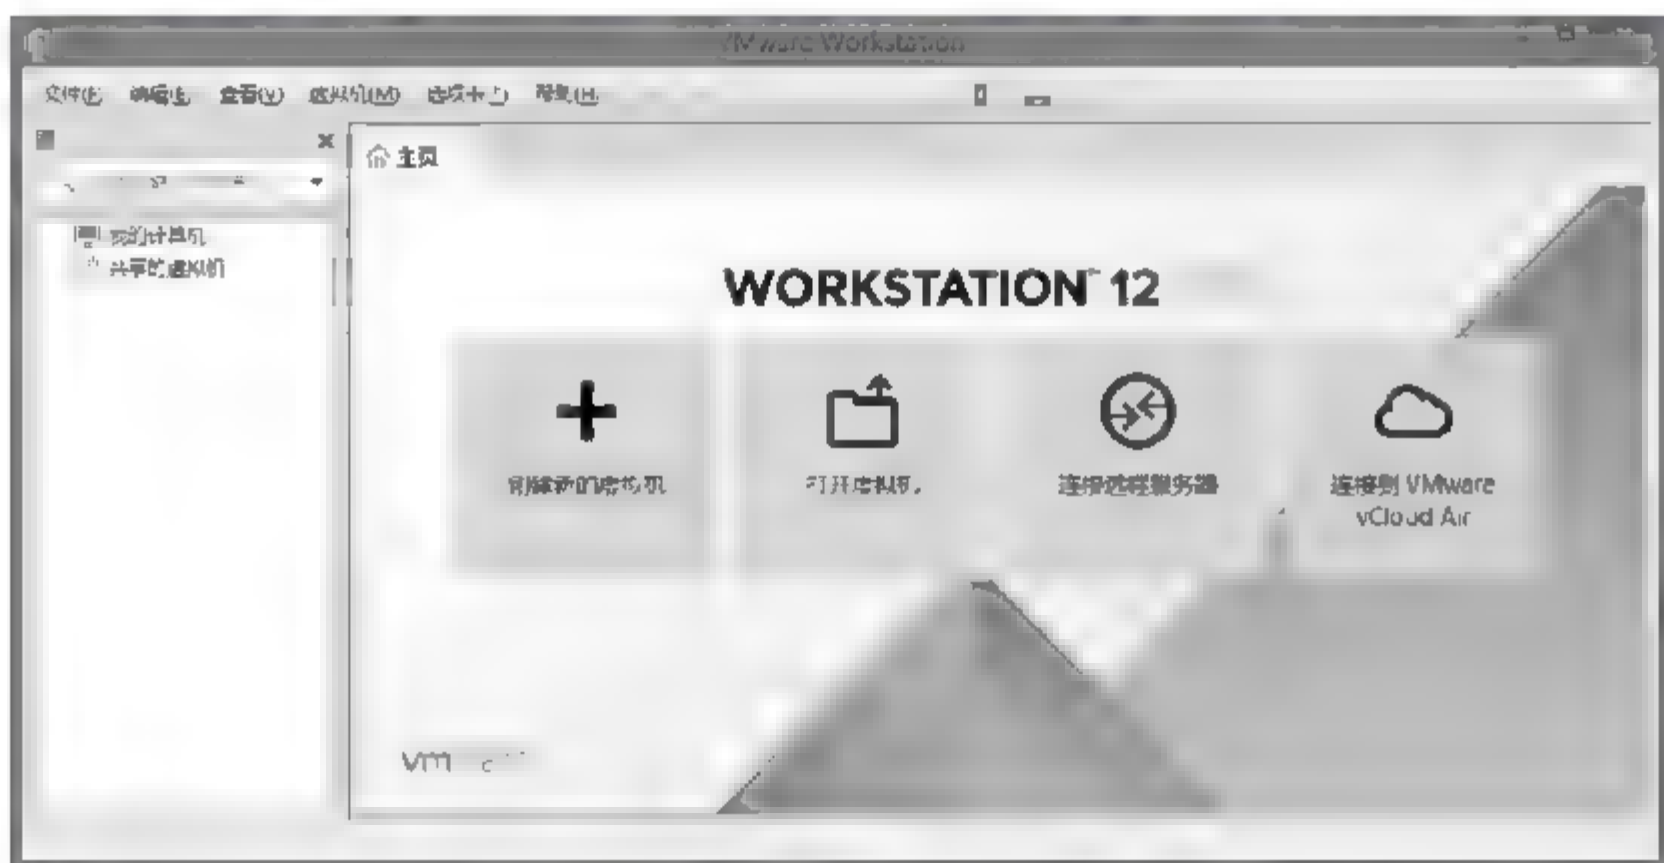 VMware Workstation
文件(F) 编辑(E) 查看(V) 虚拟机(M) 选项卡(T) 帮助(H)
主页
我的计算机
共享的虚拟机
WORKSTATION™ 12
创建新的虚拟机
打开虚拟机
连接远程服务器
连接到 VMware
vCloud Air